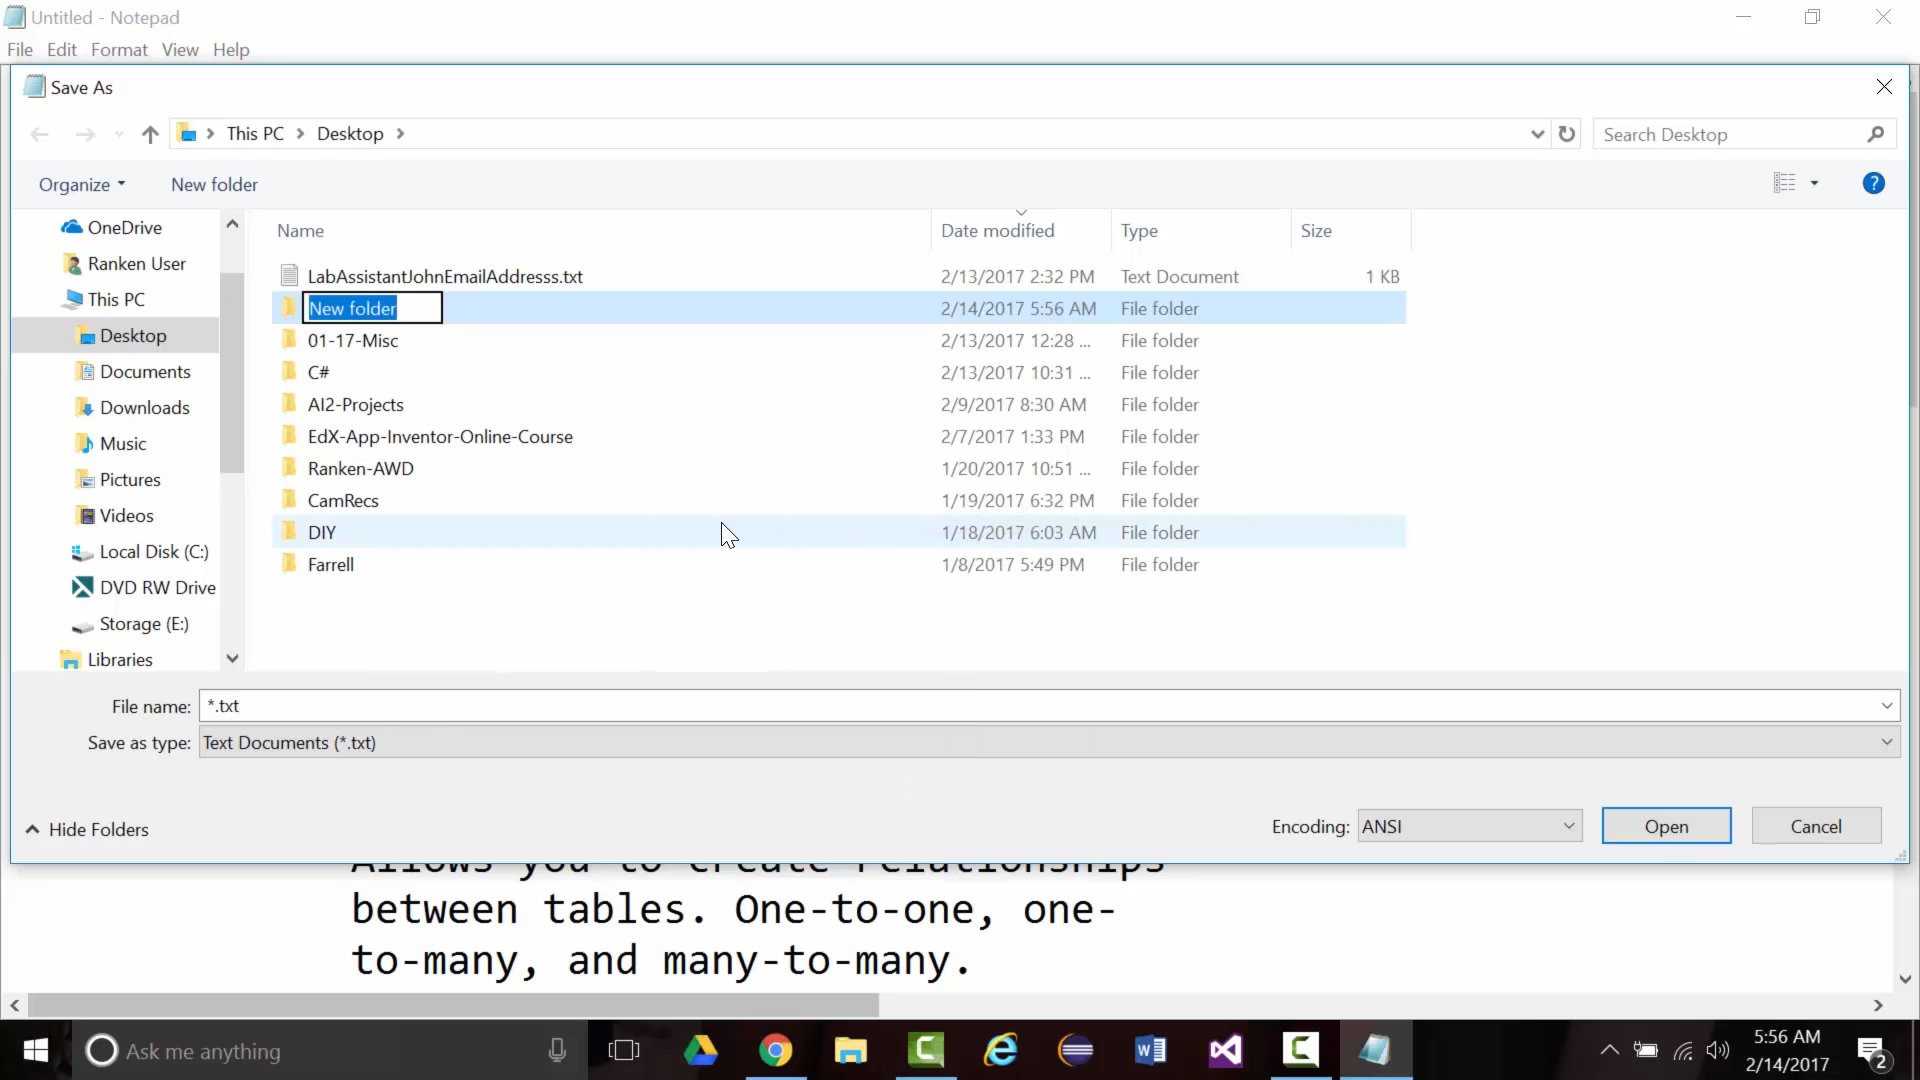 Untitled - Notepad
File Edit Format View Help
Save As
This PC Desktop
Search Desktop
Organize New folder
OneDrive
Ranken User
This PC
Desktop
Documents
Downloads
Music
Pictures
Videos
Local Disk (C:)
DVD RW Drive
Storage (E:)
Libraries
Name Date modified Type Size
LabAssistantJohnEmailAddresss.txt 2/13/2017 2:32 PM Text Document 1 KB
New folder 2/14/2017 5:56 AM File folder
01-17-Misc 2/13/2017 12:28 ... File folder
C# 2/13/2017 10:31 ... File folder
AI2-Projects 2/9/2017 8:30 AM File folder
EdX-App-Inventor-Online-Course 2/7/2017 1:33 PM File folder
Ranken-AWD 1/20/2017 10:51 ... File folder
CamRecs 1/19/2017 6:32 PM File folder
DIY 1/18/2017 6:03 AM File folder
Farrell 1/8/2017 5:49 PM File folder
File name: *.txt
Save as type: Text Documents (*.txt)
Hide Folders
Encoding: ANSI
Open
Cancel
Allows you to create relationships
between tables. One-to-one, one-
to-many, and many-to-many.
Ask me anything
5:56 AM
2/14/2017
2